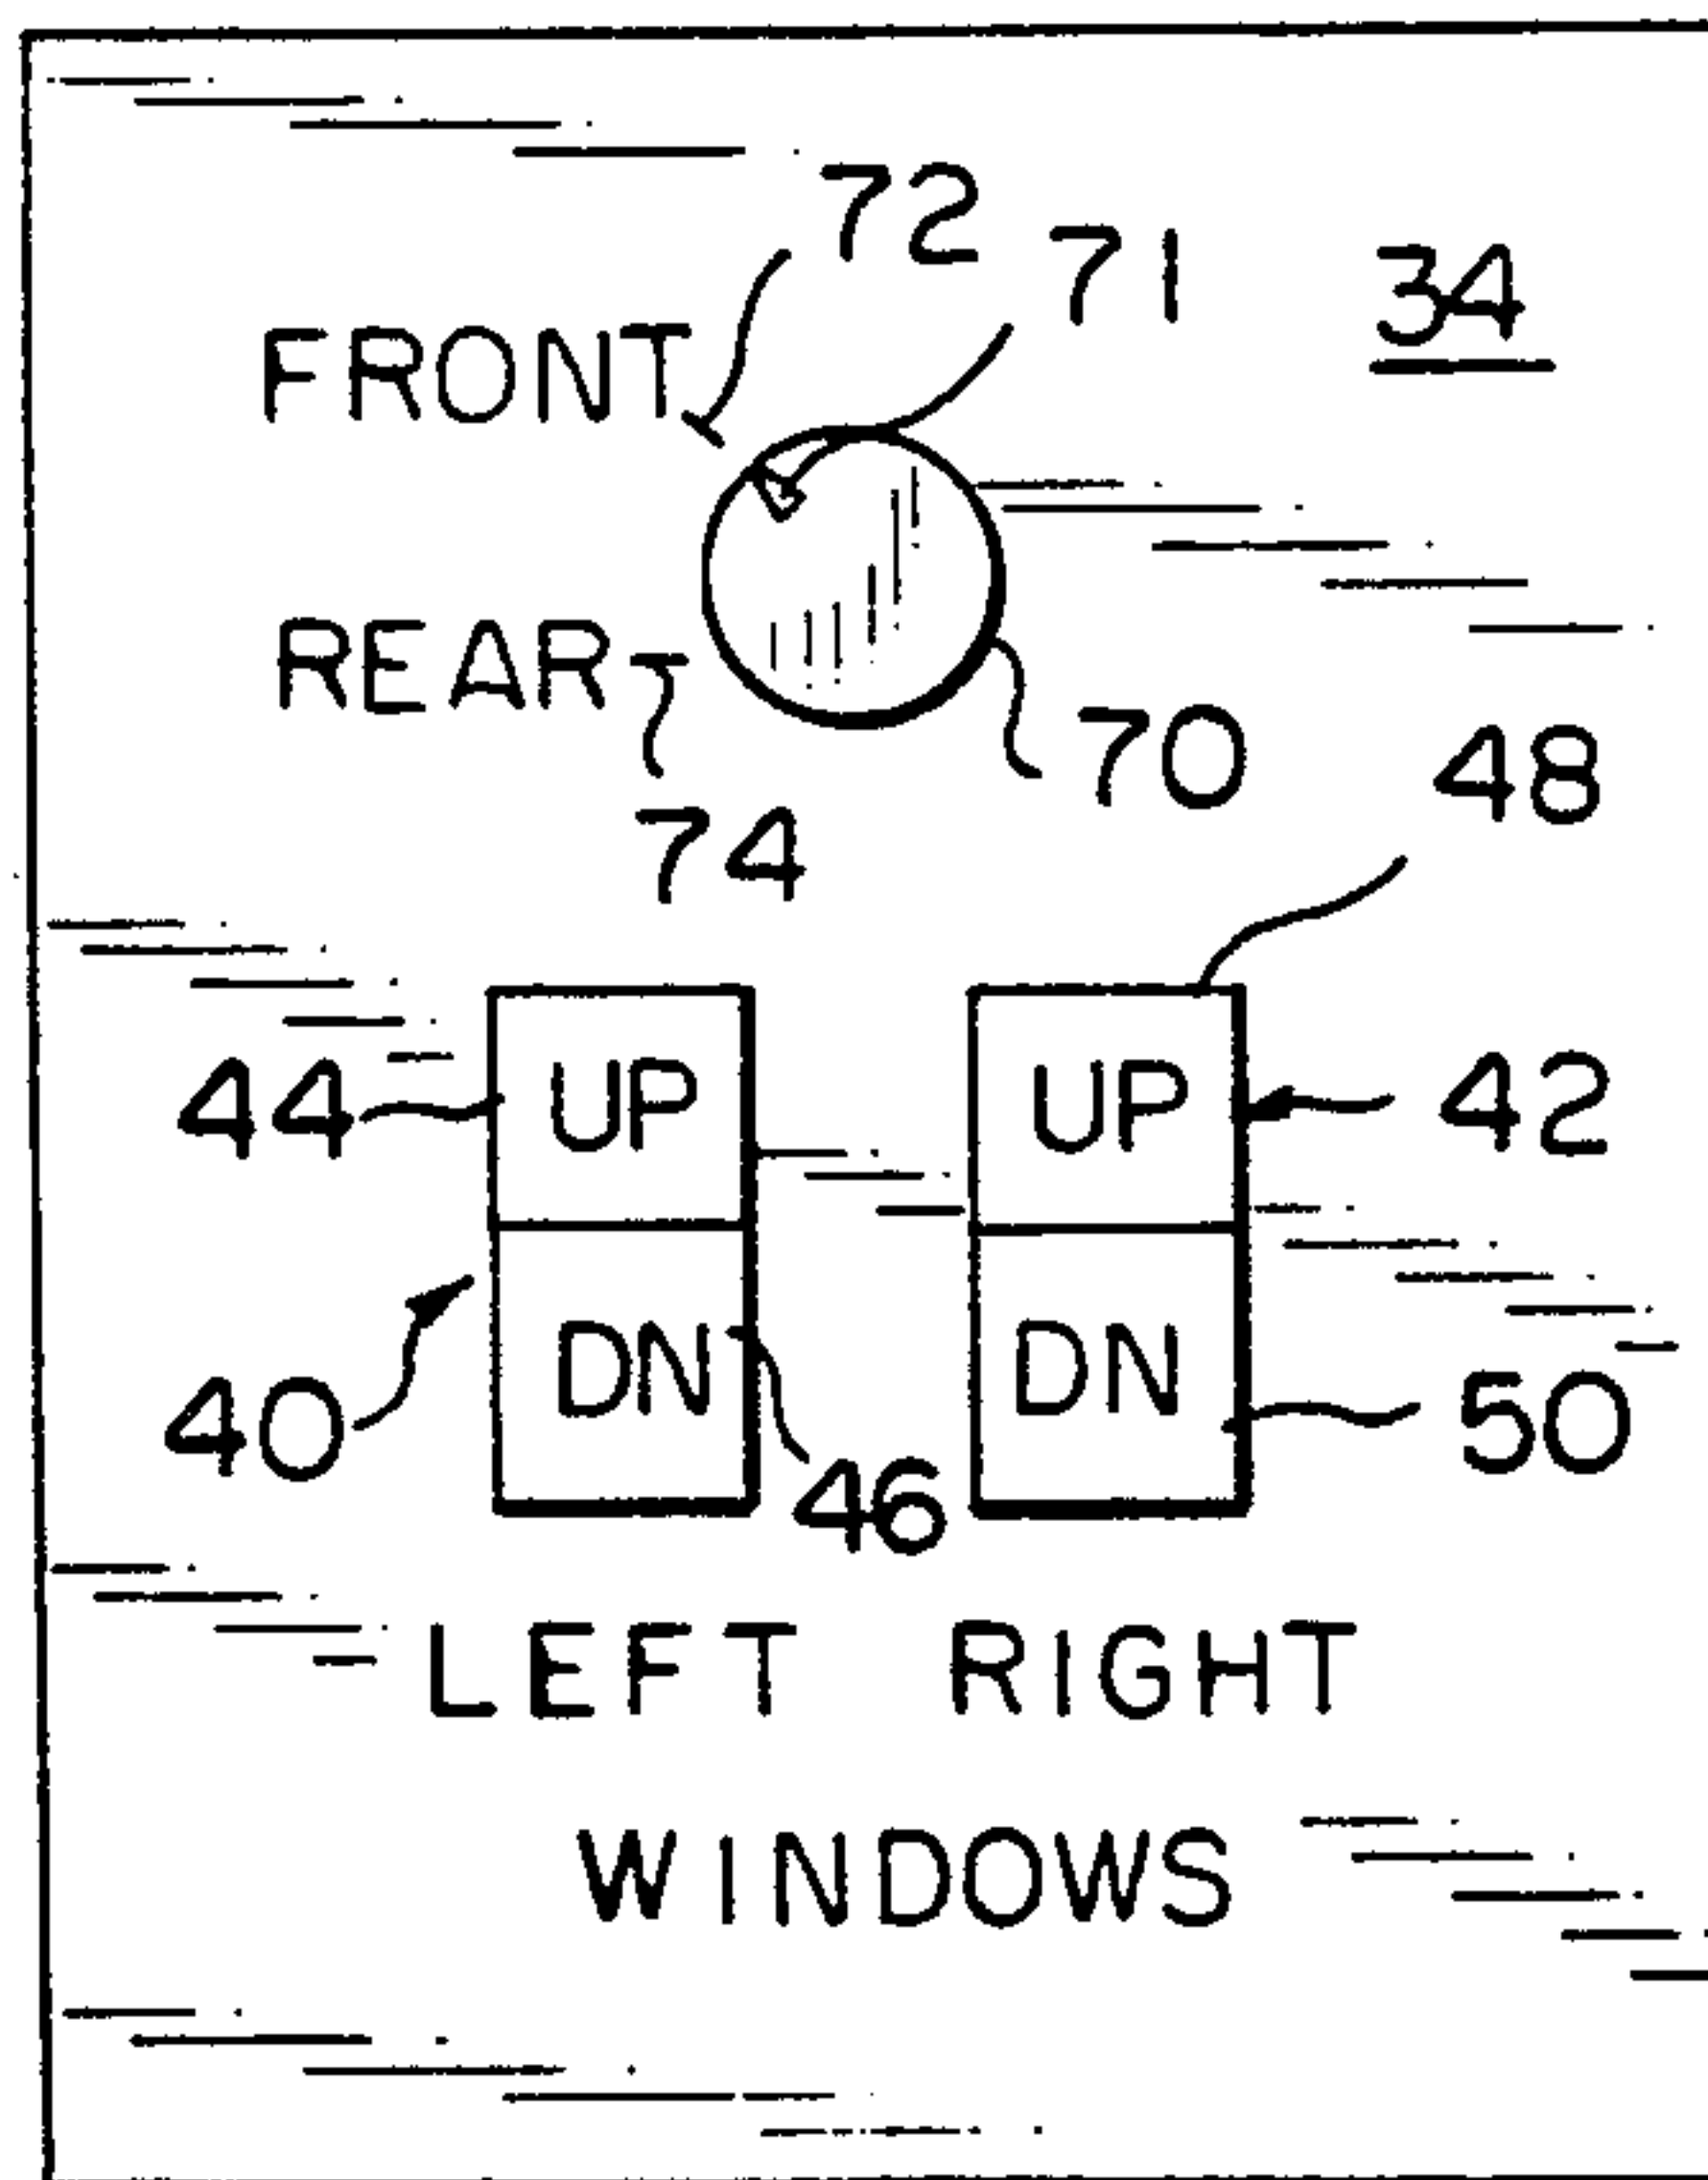 72 71 34
FRONT
REAR
70 48
74
44 UP UP 42
DN DN
40 46 50
LEFT RIGHT
WINDOWS